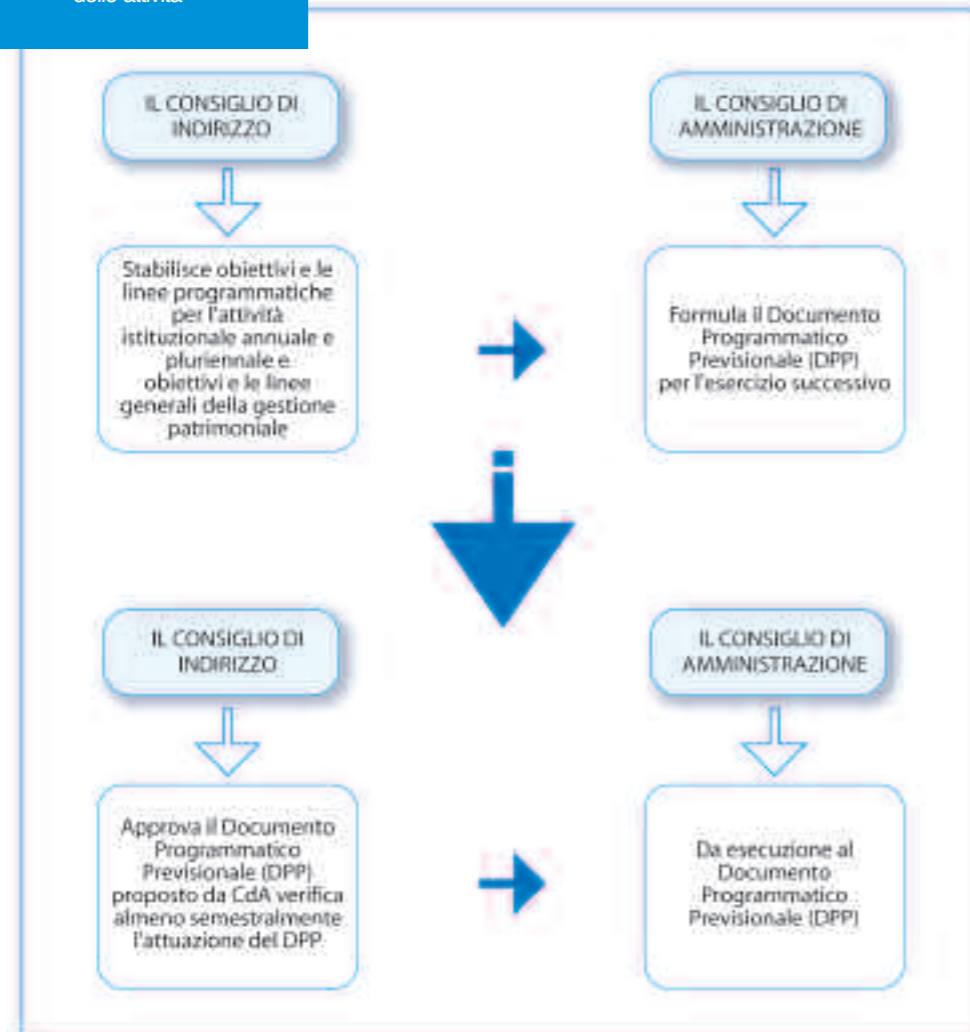 delle attività
IL CONSIGLIO DI
INDIRIZZO
Stabilisce obiettivi e le
linee programmatiche
per l'attività
istituzionale annuale e
pluriennale e
obiettivi e le linee
generali della gestione
patrimoniale
IL CONSIGLIO DI
AMMINISTRAZIONE
Formula il Documento
Programmatico
Previsionale (DPP)
per l'esercizio successivo
IL CONSIGLIO DI
INDIRIZZO
Approva il Documento
Programmatico
Previsionale (DPP)
proposto da CdA verifica
almeno semestralmente
l'attuazione del DPP
IL CONSIGLIO DI
AMMINISTRAZIONE
Da esecuzione al
Documento
Programmatico
Previsionale (DPP)